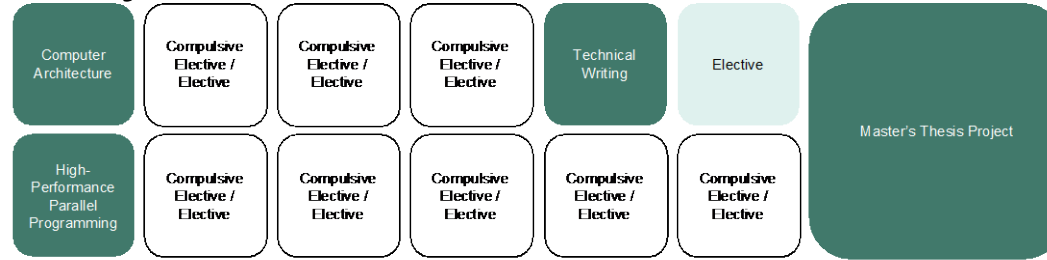 Computer
Architecture
Compulsive
Elective /
Elective
Compulsive
Elective /
Elective
Compulsive
Elective /
Elective
Technical
Writing
Elective
Master's Thesis Project
High-
Performance
Parallel
Programming
Compulsive
Elective /
Elective
Compulsive
Elective /
Elective
Compulsive
Elective /
Elective
Compulsive
Elective /
Elective
Compulsive
Elective /
Elective